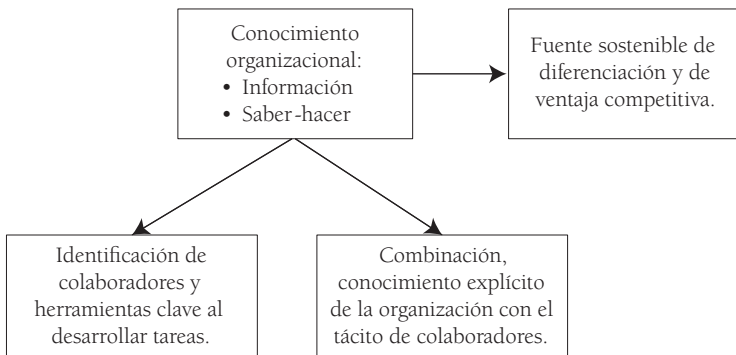 Conocimiento
organizacional:
• Información
• Saber-hacer
Fuente sostenible de
diferenciación y de
ventaja competitiva.
Identificación de
colaboradores y
herramientas clave al
desarrollar tareas.
Combinación,
conocimiento explícito
de la organización con el
tácito de colaboradores.